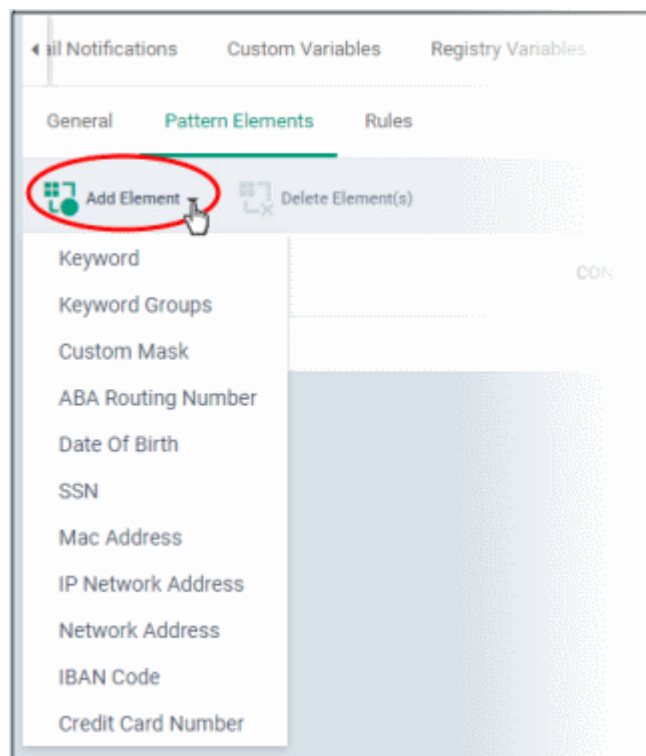 ail Notifications Custom Variables Registry Variables
General Pattern Elements Rules
Add Element Delete Element(s)
Keyword
CON
Keyword Groups
Custom Mask
ABA Routing Number
Date Of Birth
SSN
Mac Address
IP Network Address
Network Address
IBAN Code
Credit Card Number